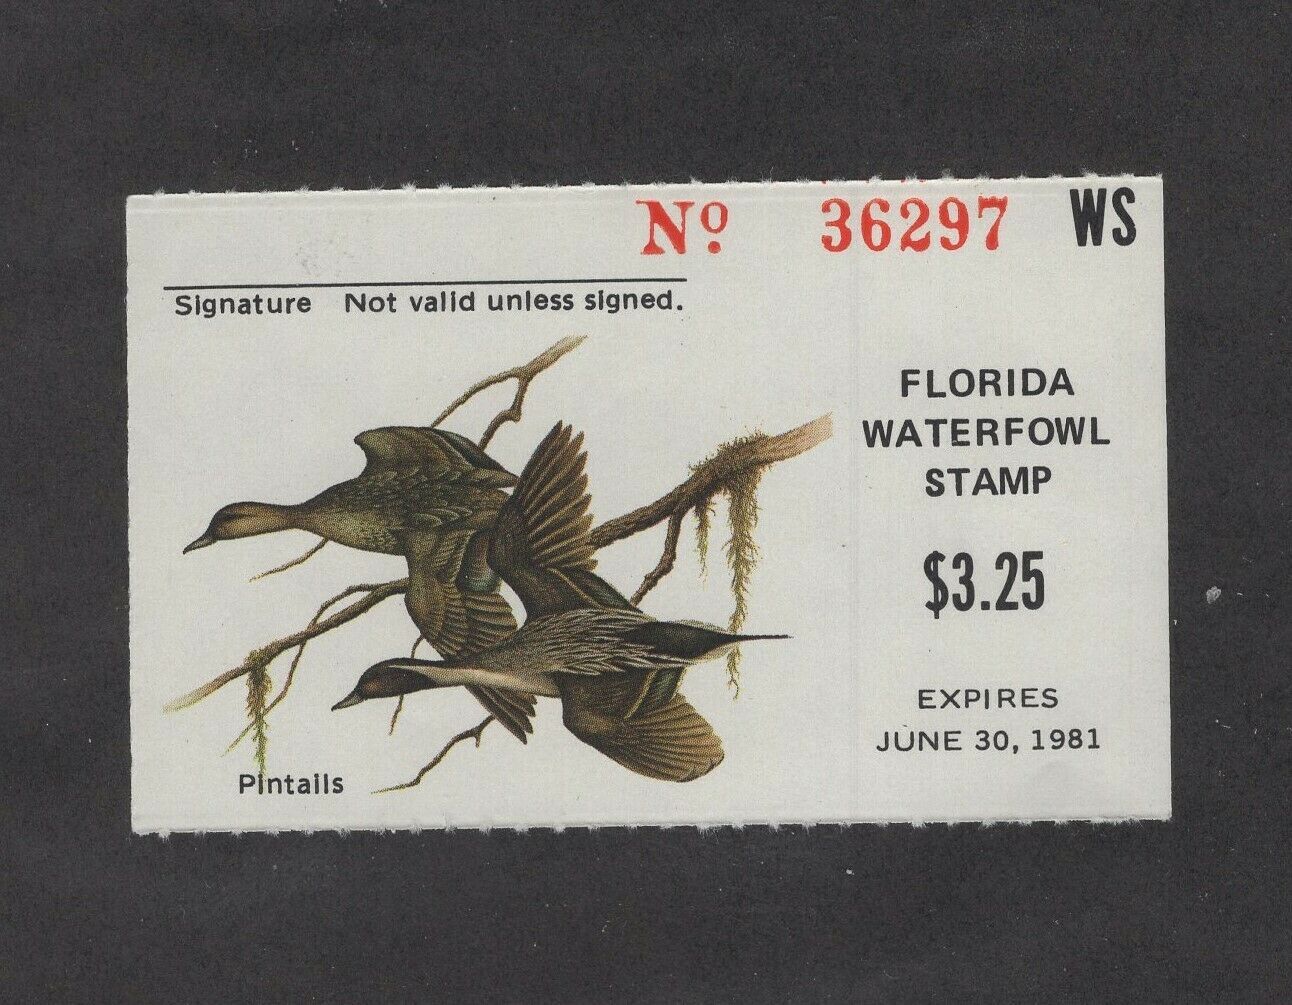 Nº 36297 WS
Signature Not valid unless signed.
FLORIDA
WATERFOWL
STAMP
$3.25
EXPIRES
JUNE 30, 1981
Pintails